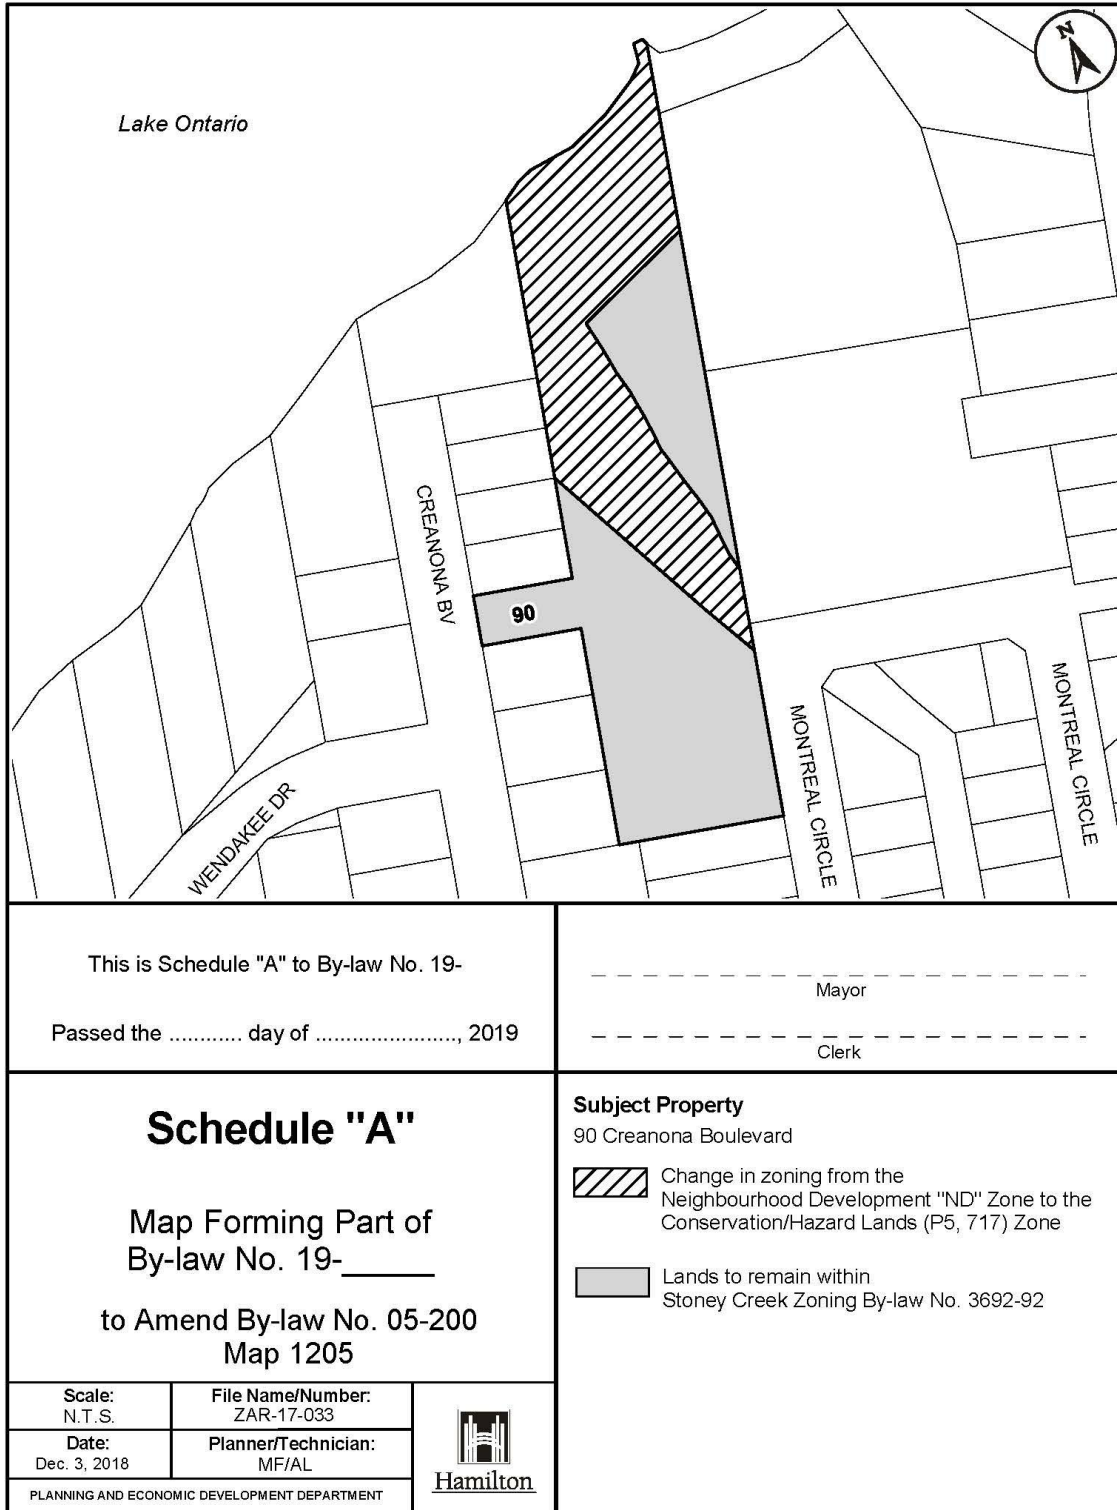 N
Lake Ontario
CREANONA BV
90
WENDAKEE DR
MONTREAL CIRCLE
MONTREAL CIRCLE
This is Schedule "A" to By-law No. 19-
Passed the ............ day of ......................., 2019
Mayor
Clerk
Schedule "A"
Map Forming Part of
By-law No. 19-_____
to Amend By-law No. 05-200
Map 1205
Scale:
N.T.S.
File Name/Number:
ZAR-17-033
Date:
Dec. 3, 2018
Planner/Technician:
MF/AL
PLANNING AND ECONOMIC DEVELOPMENT DEPARTMENT
Hamilton
Subject Property
90 Creanona Boulevard
Change in zoning from the
Neighbourhood Development "ND" Zone to the
Conservation/Hazard Lands (P5, 717) Zone
Lands to remain within
Stoney Creek Zoning By-law No. 3692-92